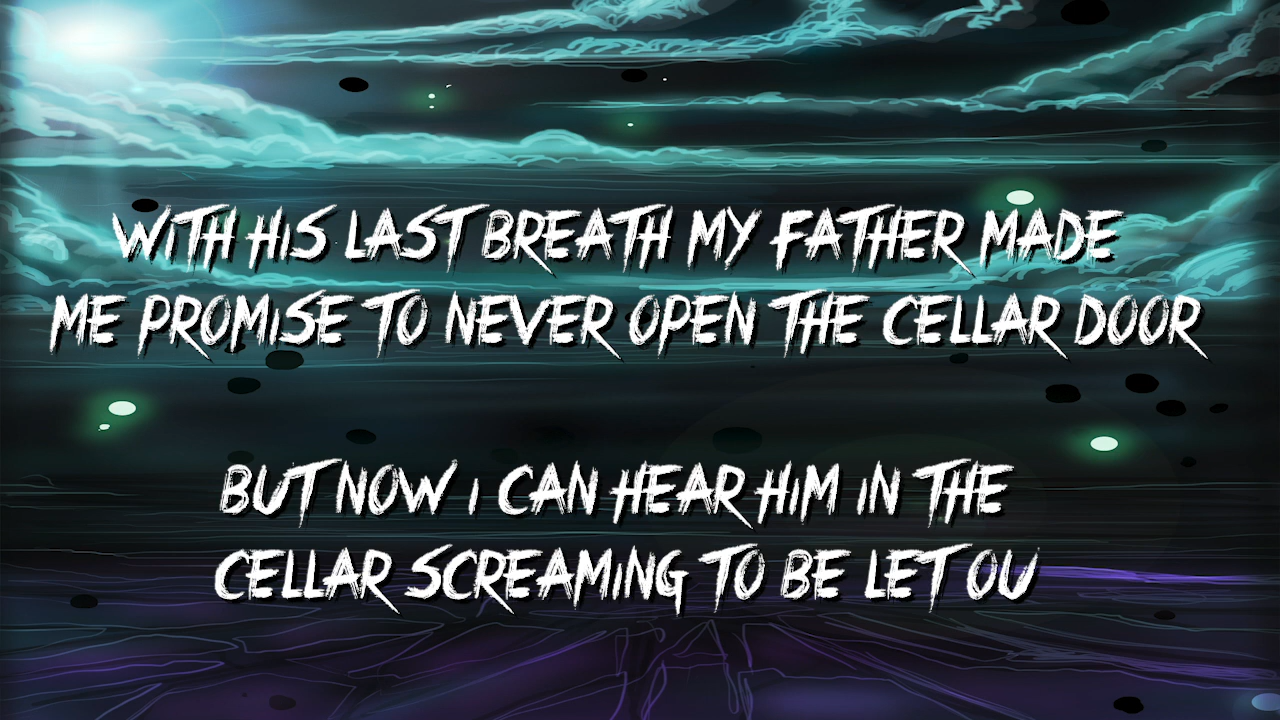 WITH HIS LAST BREATH MY FATHER MADE
ME PROMISE TO NEVER OPEN THE CELLAR DOOR
BUT NOW I CAN HEAR HIM IN THE
CELLAR SCREAMING TO BE LET OU